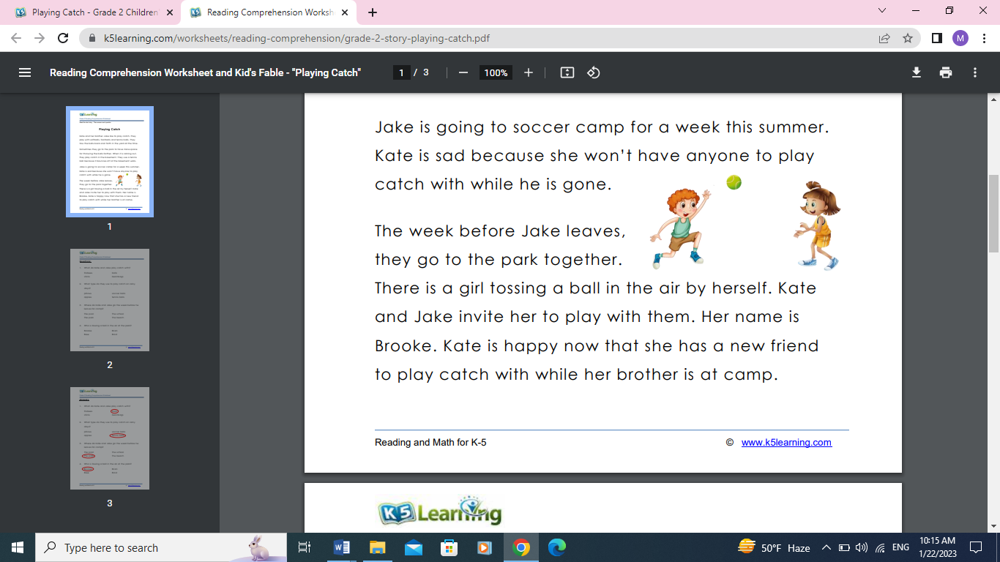 Playing Catch - Grade 2 Children
Reading Comprehension Worksh
k5learning.com/worksheets/reading-comprehension/grade-2-story-playing-catch.pdf
M
Reading Comprehension Worksheet and Kid's Fable - "Playing Catch"
1 / 3
100%
Playing Catch
1
2
3
Jake is going to soccer camp for a week this summer.
Kate is sad because she won't have anyone to play
catch with while he is gone.
The week before Jake leaves,
they go to the park together.
There is a girl tossing a ball in the air by herself. Kate
and Jake invite her to play with them. Her name is
Brooke. Kate is happy now that she has a new friend
to play catch with while her brother is at camp.
Reading and Math for K-5
© www.k5learning.com
K5 Learning
Type here to search
50°F Haze
ENG
10:15 AM
1/22/2023